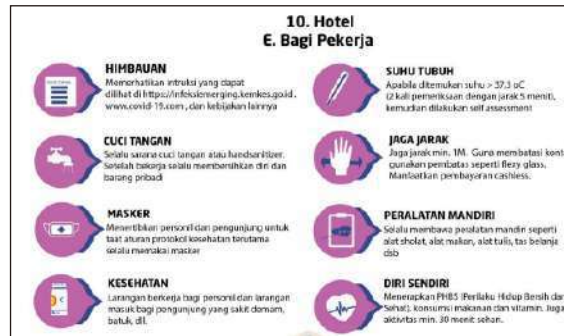 10. Hotel
E. Bagi Pekerja
HIMBAUAN
Memerhatikan intruksi yang dapat
dilihat di https://infeksiemerging.kemkes.go.id,
www.covid-19.com, dan kebijakan lainnya
CUCI TANGAN
Selalu sarana cuci tangan atau handsanitizer.
Setelah bekerja selalu membersihkan diri dan
barang pribadi
MASKER
Menertibkan personil dan pengunjung untuk
taat aturan protokol kesehatan terutama
selalu memakai masker
KESEHATAN
Larangan berkerja bagi personil dan larangan
masuk bagi pengunjung yang sakit demam,
batuk, dll.
SUHU TUBUH
Apabila ditemukan suhu > 37,3 oC
(2 kali pemeriksaan dengan jarak 5 menit),
kemudian dilakukan self assessment
JAGA JARAK
Jaga jarak min. 1M. Guna membatasi kont
gunakan pembatas seperti flexy glass.
Manfaatkan pembayaran cashless.
PERALATAN MANDIRI
Selalu membawa peralatan mandiri seperti
alat sholat, alat makan, alat tulis, tas belanja
dsb
DIRI SENDIRI
Menerapkan PHBS (Perilaku Hidup Bersih dan
Sehat), konsumsi makanan dan vitamin. Juga
aktivitas min. 30 menit sehari.